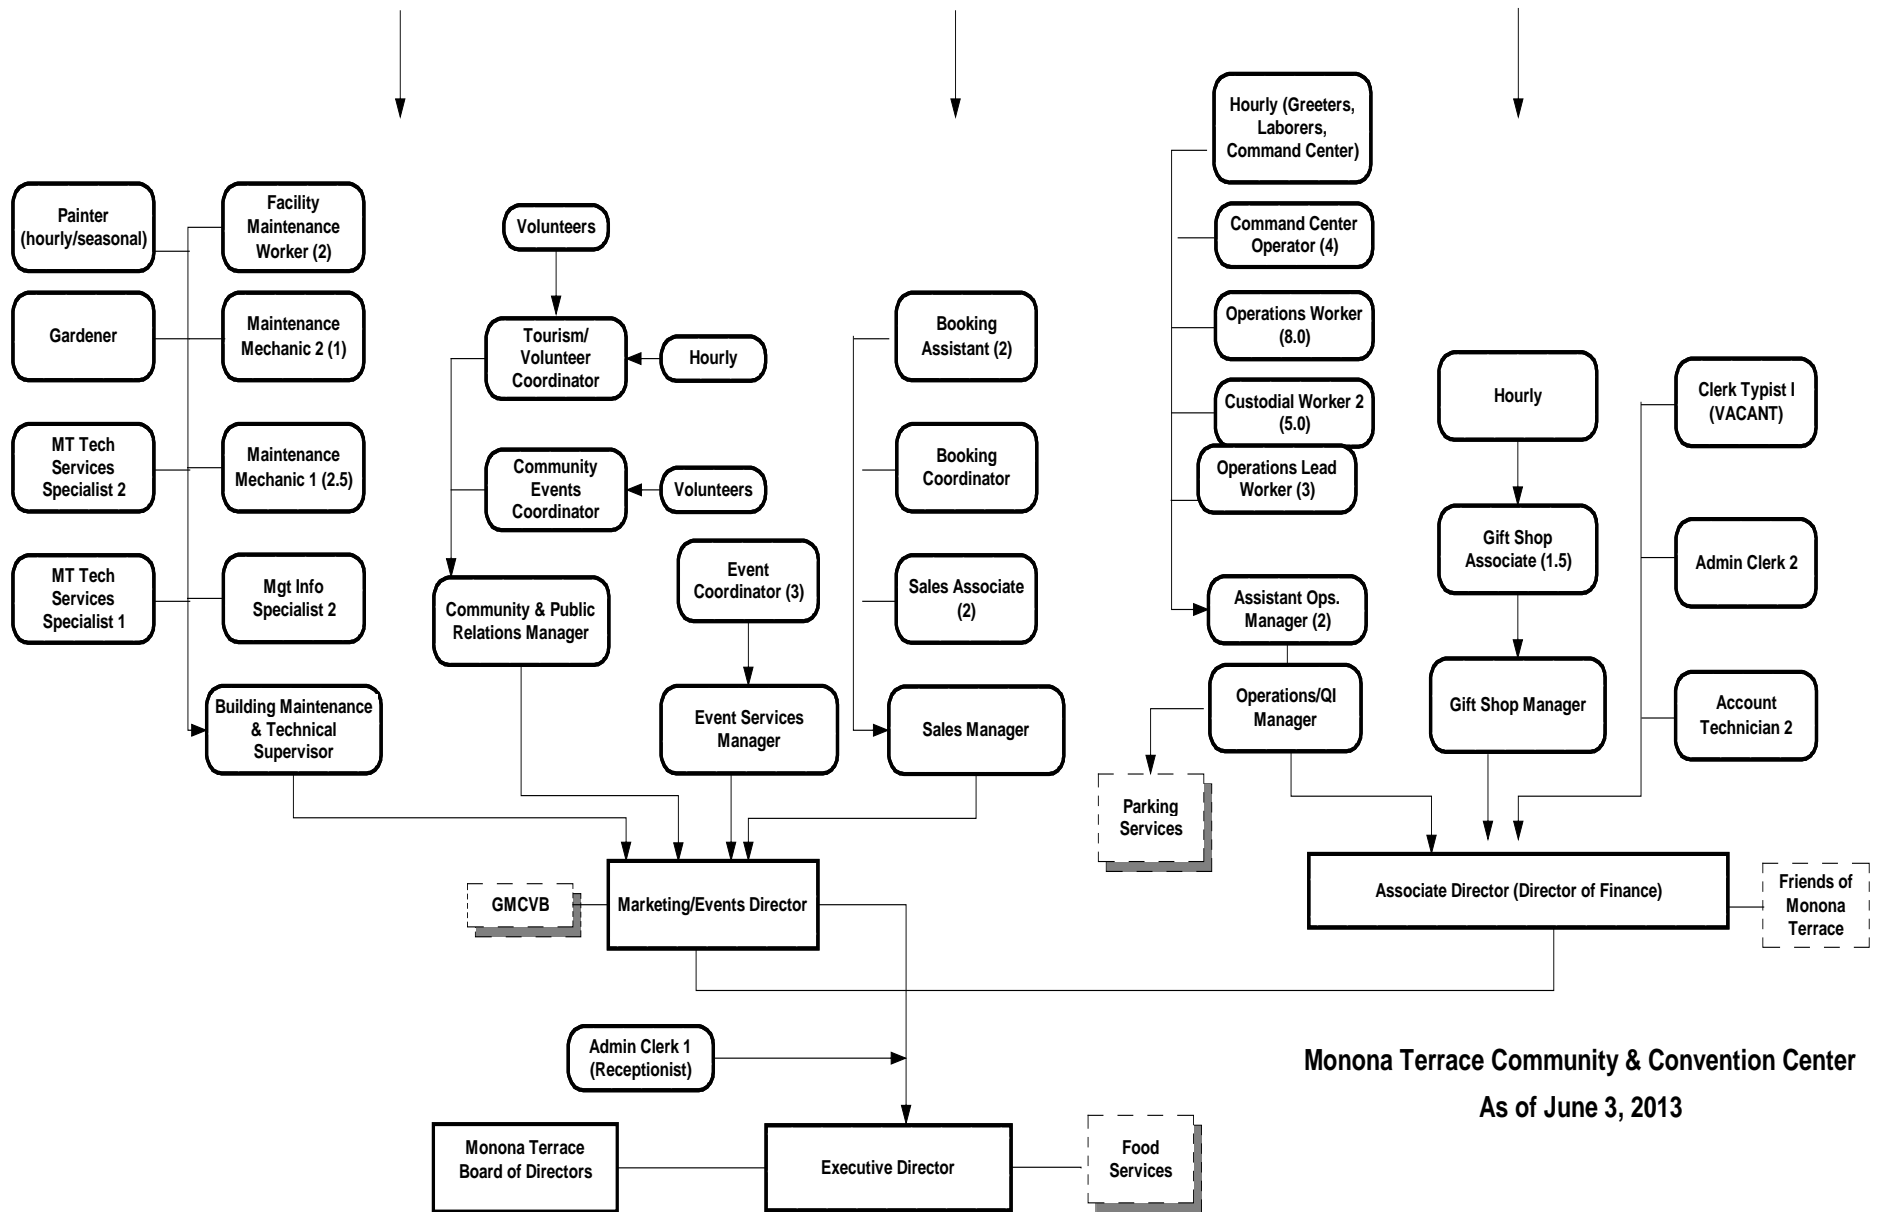 Hourly (Greeters,
Laborers,
Command Center)
Painter
(hourly/seasonal)
Facility
Maintenance
Worker (2)
Volunteers
Command Center
Operator (4)
Gardener
Maintenance
Mechanic 2 (1)
Tourism/
Volunteer
Coordinator
Hourly
Booking
Assistant (2)
Operations Worker
(8.0)
Hourly
Clerk Typist I
(VACANT)
Custodial Worker 2
(5.0)
MT Tech
Services
Specialist 2
Maintenance
Mechanic 1 (2.5)
Community
Events
Coordinator
Volunteers
Booking
Coordinator
Operations Lead
Worker (3)
Gift Shop
Associate (1.5)
Admin Clerk 2
MT Tech
Services
Specialist 1
Mgt Info
Specialist 2
Community & Public
Relations Manager
Event
Coordinator (3)
Sales Associate
(2)
Assistant Ops.
Manager (2)
Building Maintenance
& Technical
Supervisor
Event Services
Manager
Sales Manager
Operations/QI
Manager
Gift Shop Manager
Account
Technician 2
Parking
Services
GMCVB
Marketing/Events Director
Associate Director (Director of Finance)
Friends of
Monona
Terrace
Admin Clerk 1
(Receptionist)
Monona Terrace Community & Convention Center
As of June 3, 2013
Monona Terrace
Board of Directors
Executive Director
Food
Services